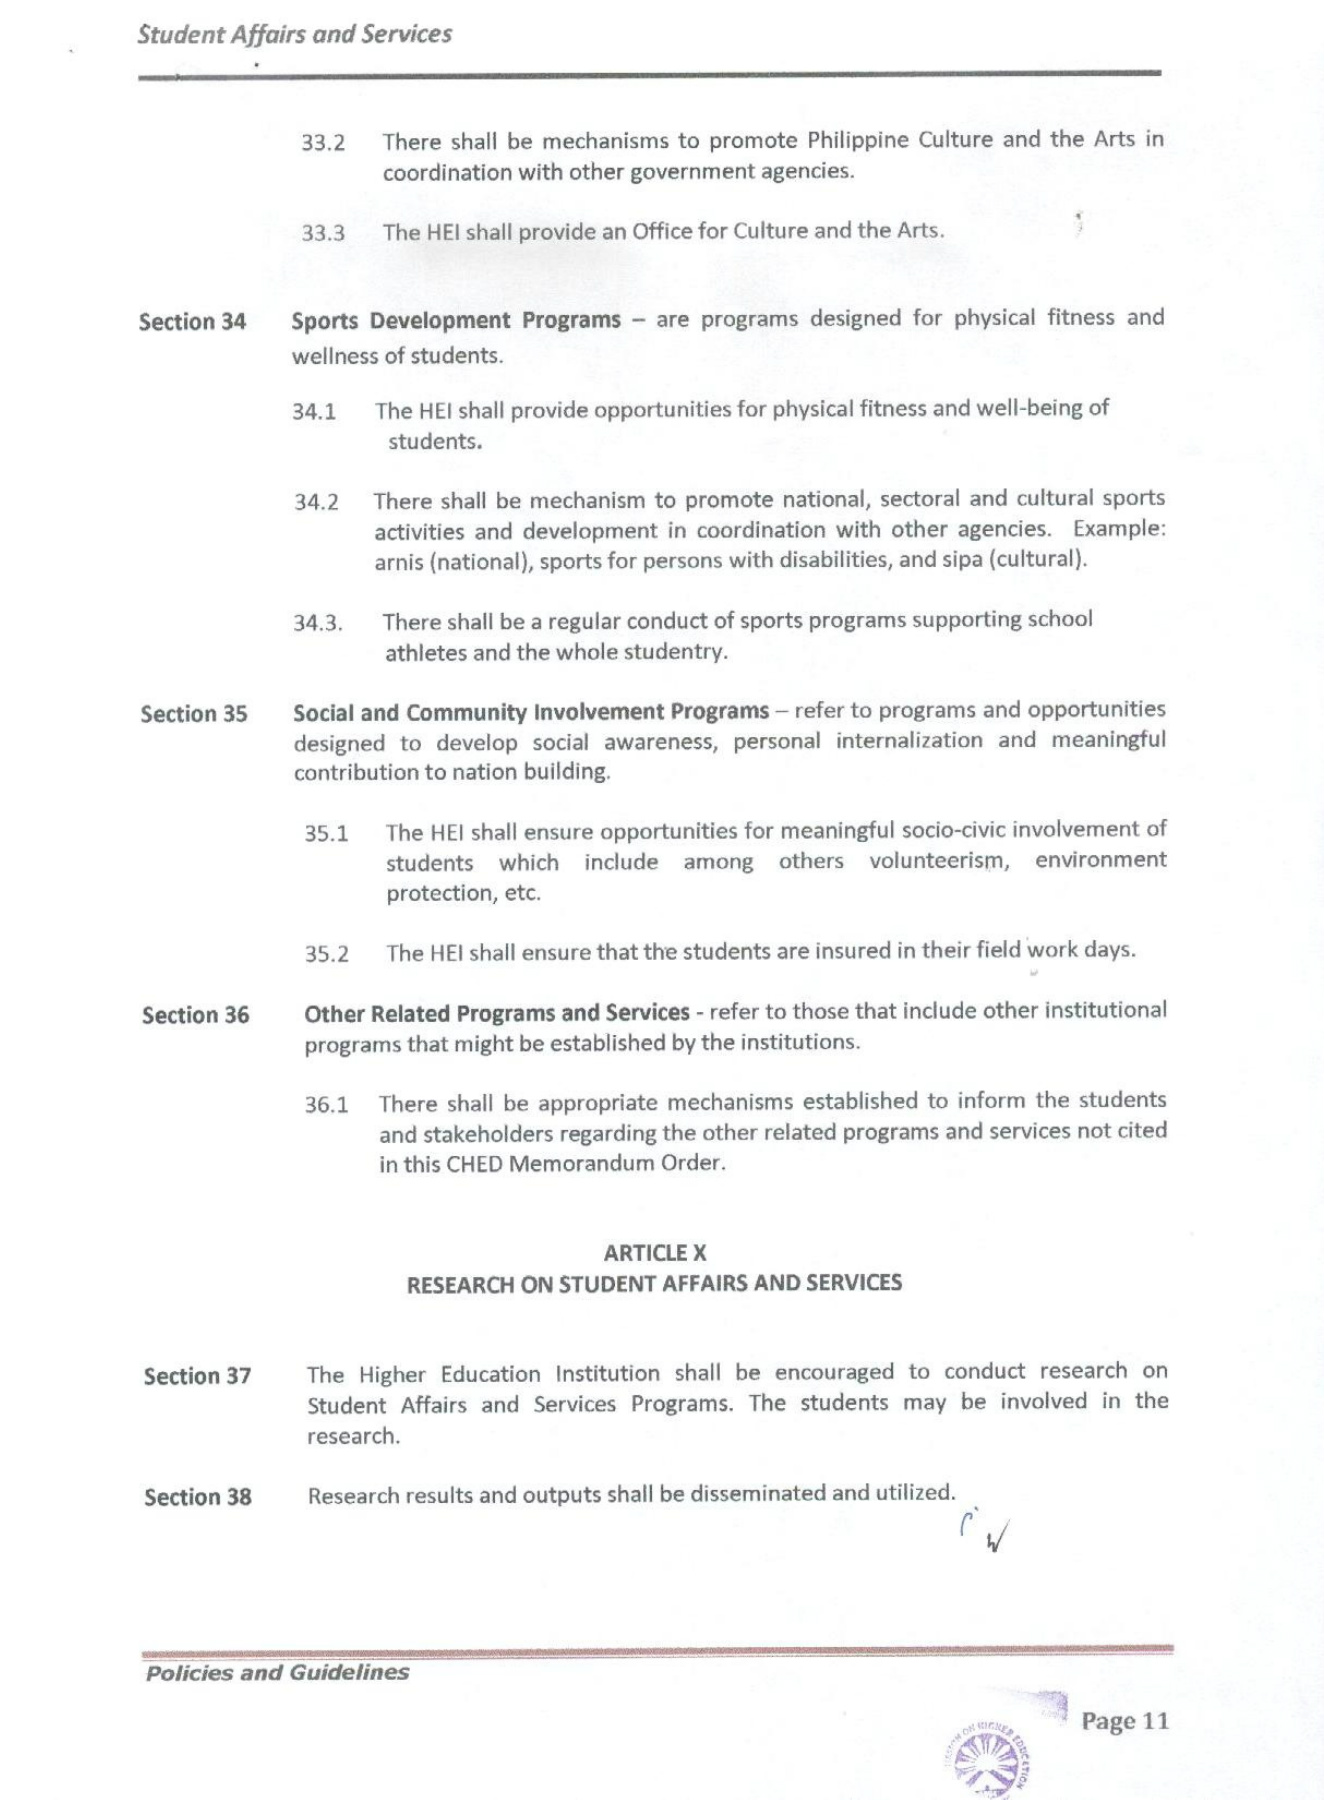 Student Affairs and Services
33.2 There shall be mechanisms to promote Philippine Culture and the Arts in
coordination with other government agencies.
33.3 The HEI shall provide an Office for Culture and the Arts.
Section 34 Sports Development Programs – are programs designed for physical fitness and
wellness of students.
34.1 The HEI shall provide opportunities for physical fitness and well-being of
students.
34.2 There shall be mechanism to promote national, sectoral and cultural sports
activities and development in coordination with other agencies. Example:
arnis (national), sports for persons with disabilities, and sipa (cultural).
34.3. There shall be a regular conduct of sports programs supporting school
athletes and the whole studentry.
Section 35 Social and Community Involvement Programs – refer to programs and opportunities
designed to develop social awareness, personal internalization and meaningful
contribution to nation building.
35.1 The HEI shall ensure opportunities for meaningful socio-civic involvement of
students which include among others volunteerism, environment
protection, etc.
35.2 The HEI shall ensure that the students are insured in their field work days.
Section 36 Other Related Programs and Services - refer to those that include other institutional
programs that might be established by the institutions.
36.1 There shall be appropriate mechanisms established to inform the students
and stakeholders regarding the other related programs and services not cited
in this CHED Memorandum Order.
ARTICLE X
RESEARCH ON STUDENT AFFAIRS AND SERVICES
Section 37 The Higher Education Institution shall be encouraged to conduct research on
Student Affairs and Services Programs. The students may be involved in the
research.
Section 38 Research results and outputs shall be disseminated and utilized.
Policies and Guidelines
Page 11
ON HIGHER EDUCATION